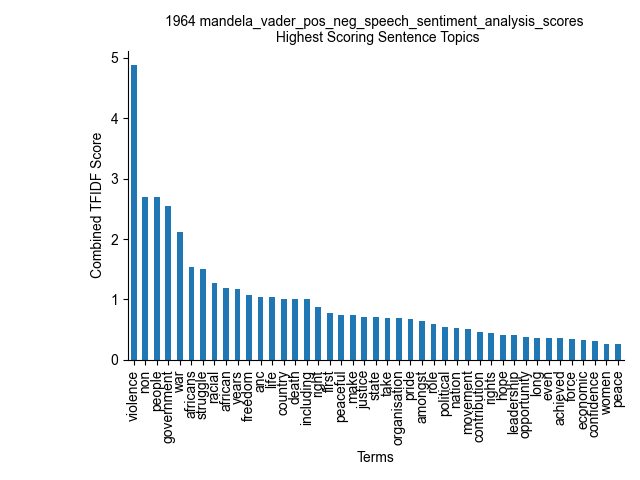 1964 mandela_vader_pos_neg_speech_sentiment_analysis_scores
Highest Scoring Sentence Topics
5
4
3
2
1
0
Combined TFIDF Score
violence
non
people
government
war
africans
struggle
racial
african
years
freedom
anc
life
country
death
including
right
first
peaceful
make
justice
state
take
organisation
pride
amongst
role
political
nation
movement
contribution
rights
hope
leadership
opportunity
long
even
achieved
force
economic
confidence
women
peace
Terms